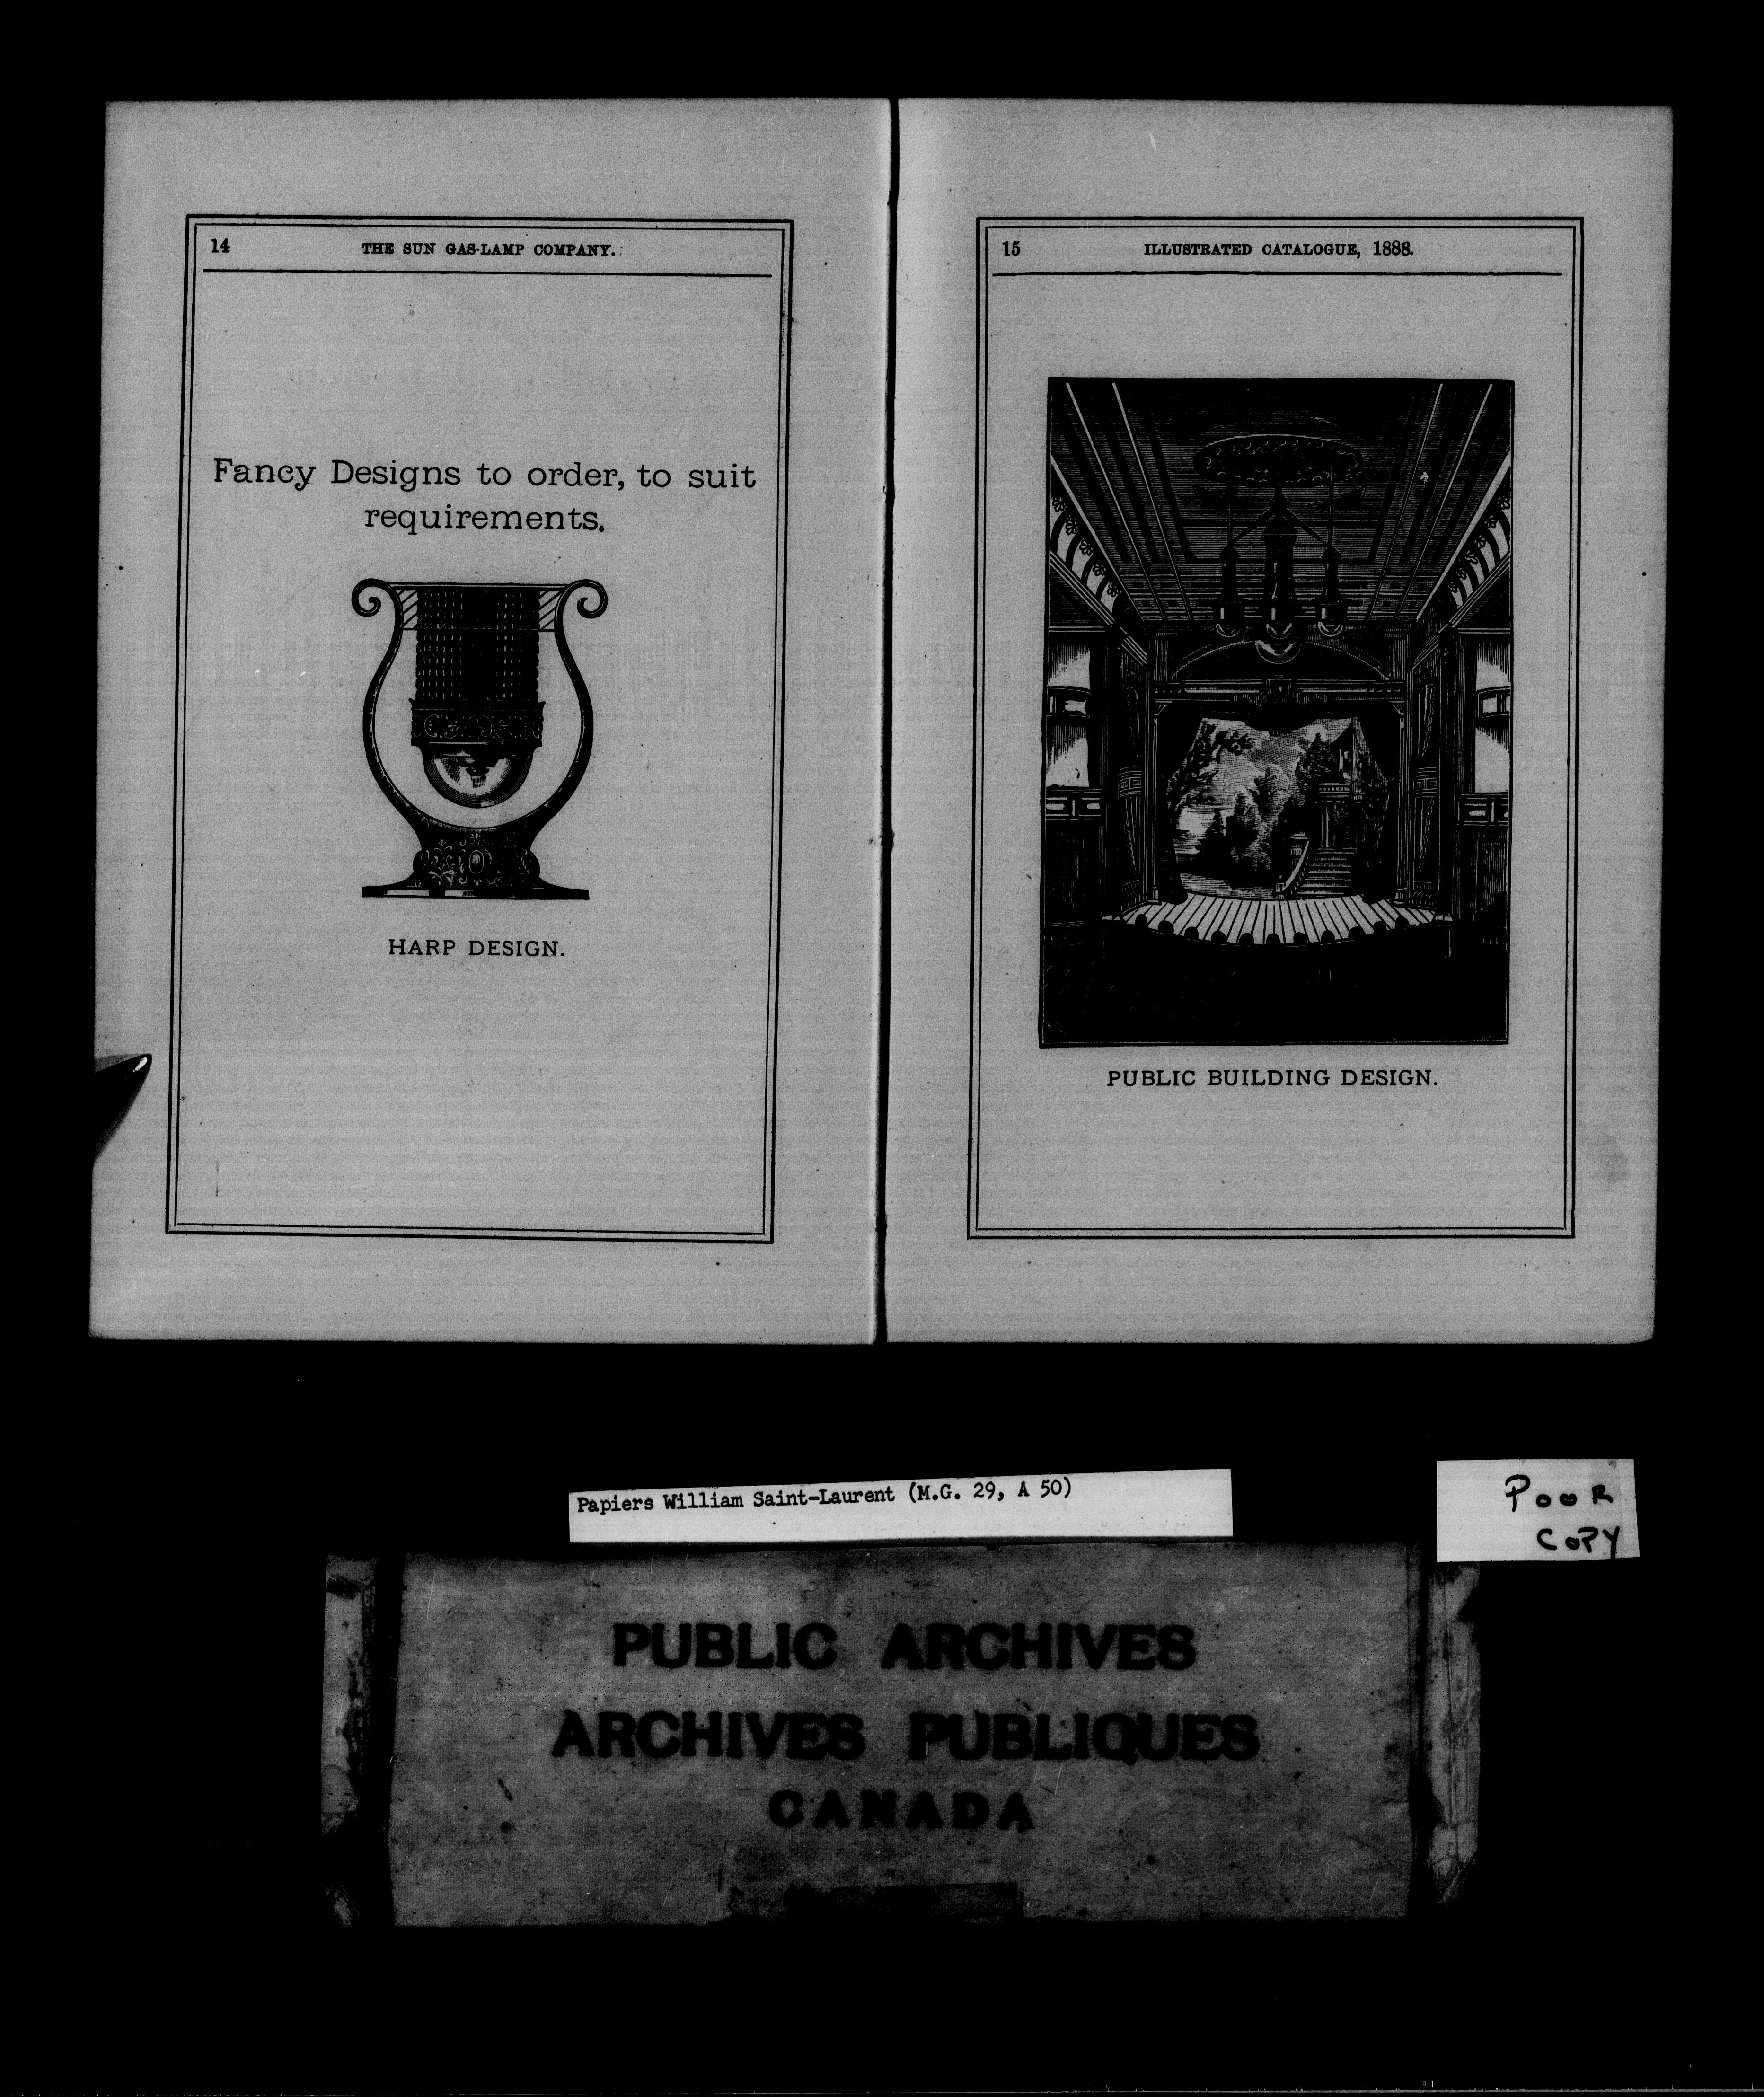 14 THE SUN GAS-LAMP COMPANY.
Fancy Designs to order, to suit
requirements.
HARP DESIGN.
15 ILLUSTRATED CATALOGUE, 1888.
PUBLIC BUILDING DESIGN.
Papiers William Saint-Laurent (M.G. 29, A 50)
POOR
COPY
PUBLIC ARCHIVES
ARCHIVES PUBLIQUES
CANADA